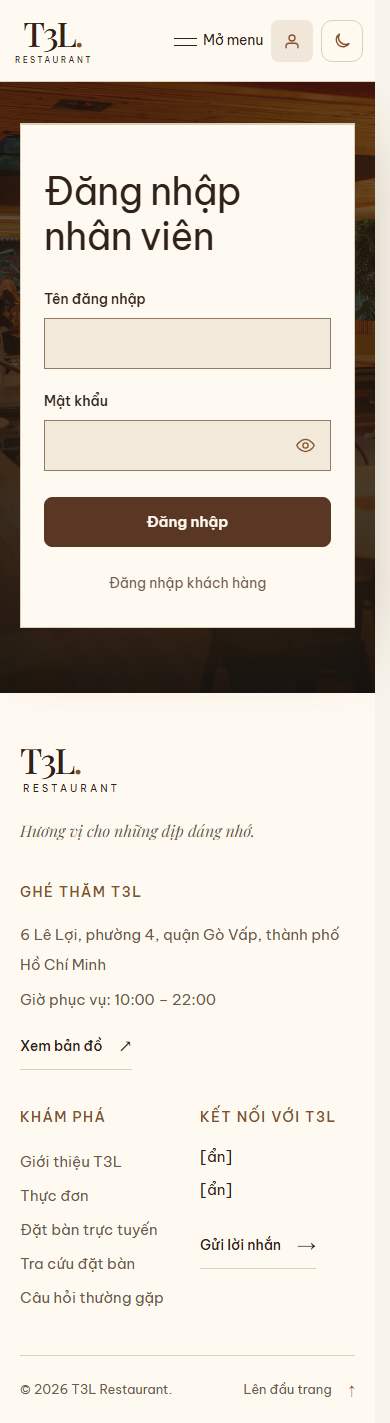 T3L.
RESTAURANT
Mở menu
Đăng nhập
nhân viên
Tên đăng nhập
Mật khẩu
Đăng nhập
Đăng nhập khách hàng
T3L.
RESTAURANT
Hương vị cho những dịp đáng nhớ.
GHÉ THĂM T3L
6 Lê Lợi, phường 4, quận Gò Vấp, thành phố
Hồ Chí Minh
Giờ phục vụ: 10:00 – 22:00
Xem bản đồ ↗
KHÁM PHÁ
Giới thiệu T3L
Thực đơn
Đặt bàn trực tuyến
Tra cứu đặt bàn
Câu hỏi thường gặp
KẾT NỐI VỚI T3L
[ẩn]
[ẩn]
Gửi lời nhắn →
© 2026 T3L Restaurant.
Lên đầu trang ↑